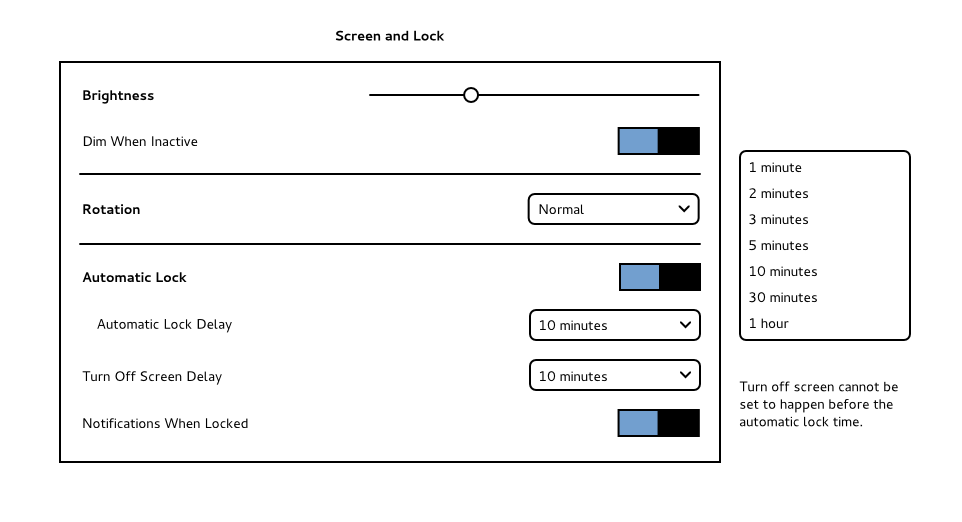 Screen and Lock
Brightness
Dim When Inactive
Rotation
Normal
Automatic Lock
Automatic Lock Delay
10 minutes
Turn Off Screen Delay
10 minutes
Notifications When Locked
1 minute
2 minutes
3 minutes
5 minutes
10 minutes
30 minutes
1 hour
Turn off screen cannot be
set to happen before the
automatic lock time.